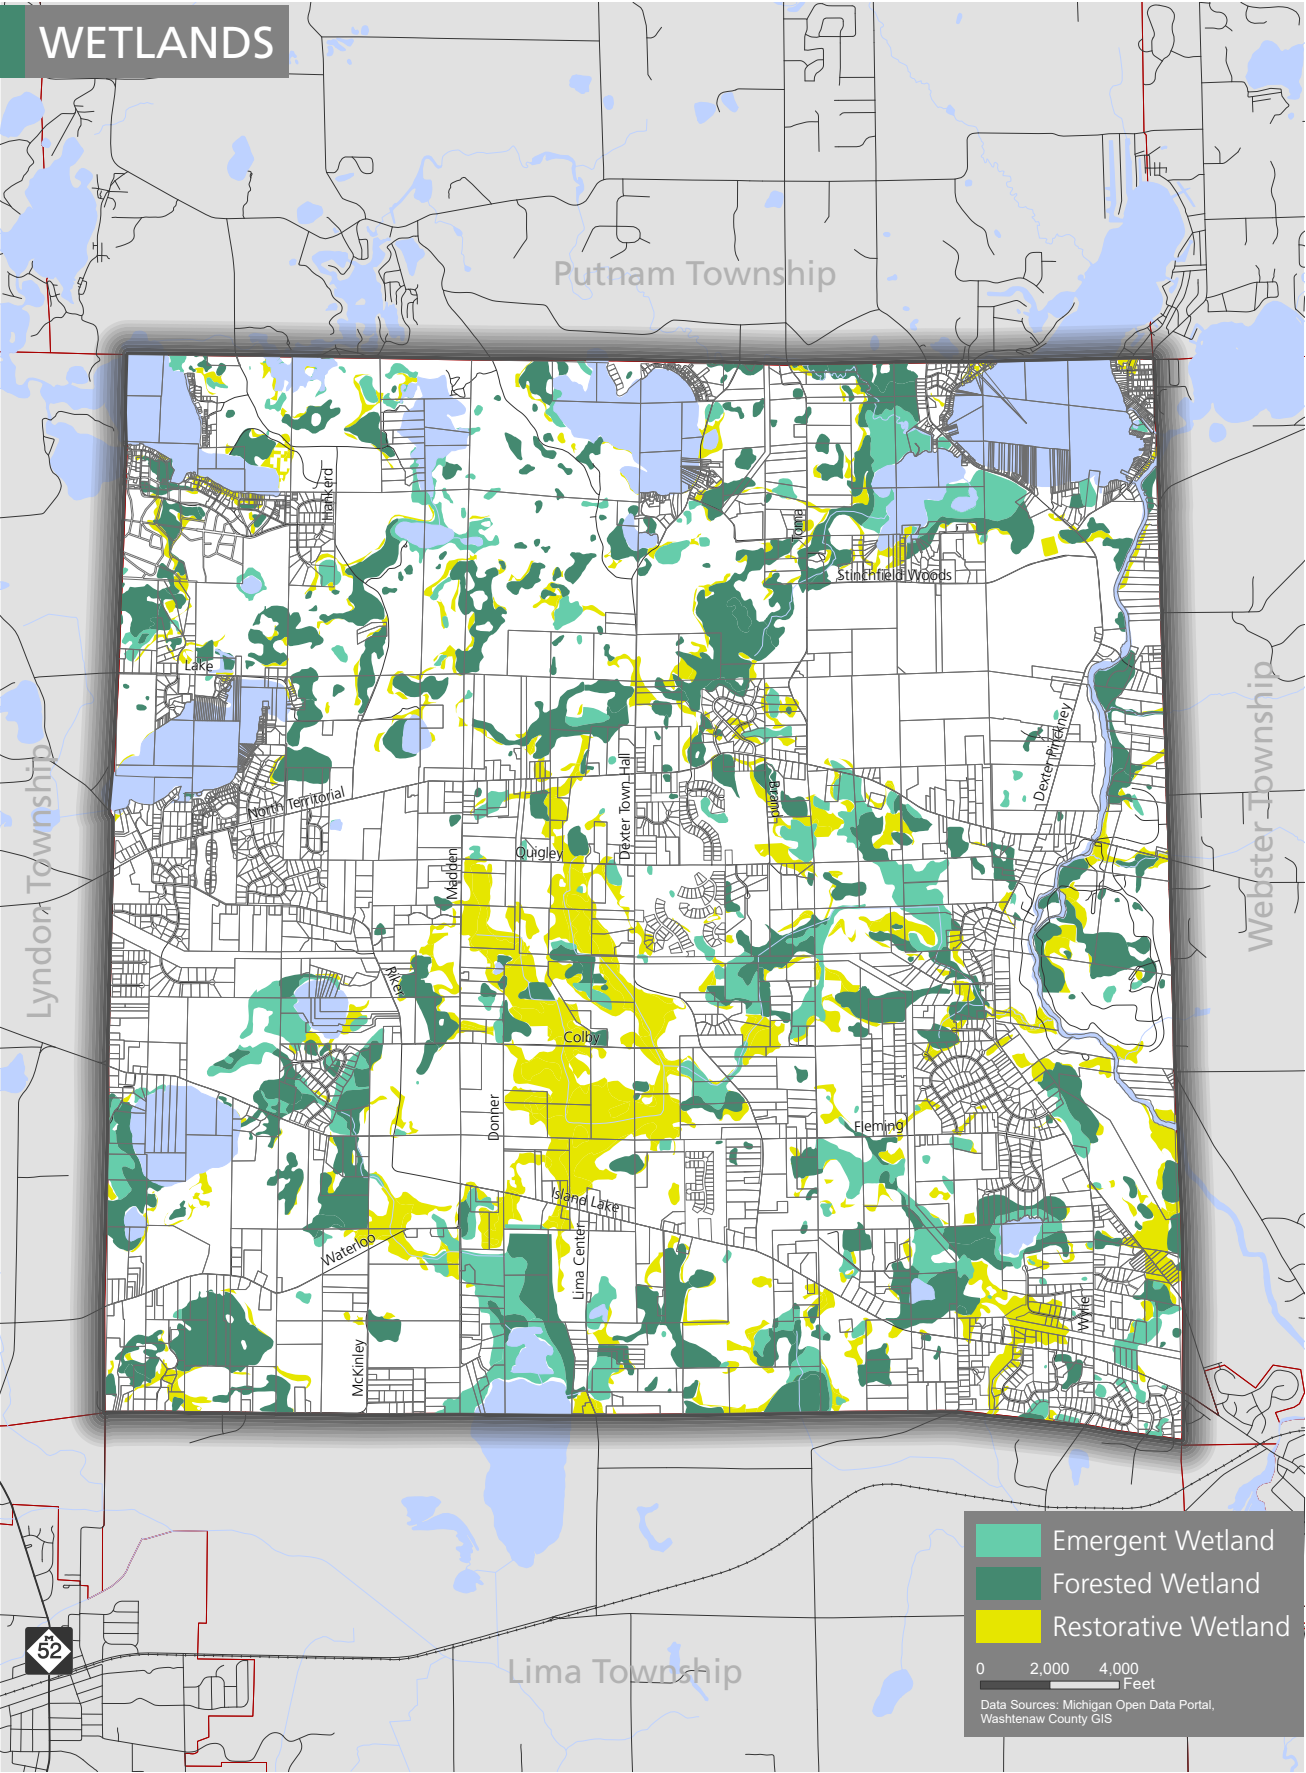 WETLANDS
Putnam Township
Hankerd
Toma
Stinchfield Woods
Lake
Webster Township
Dexter Pinckney
Lyndon Township
North Territorial
Dexter Town Hall
Brand
Quigley
Madden
Riker
Colby
Donner
Fleming
Island Lake
Waterloo
Lima Center
Wylie
McKinley
Emergent Wetland
Forested Wetland
Restorative Wetland
M
52
0 2,000 4,000
Feet
Lima Township
Data Sources: Michigan Open Data Portal,
Washtenaw County GIS